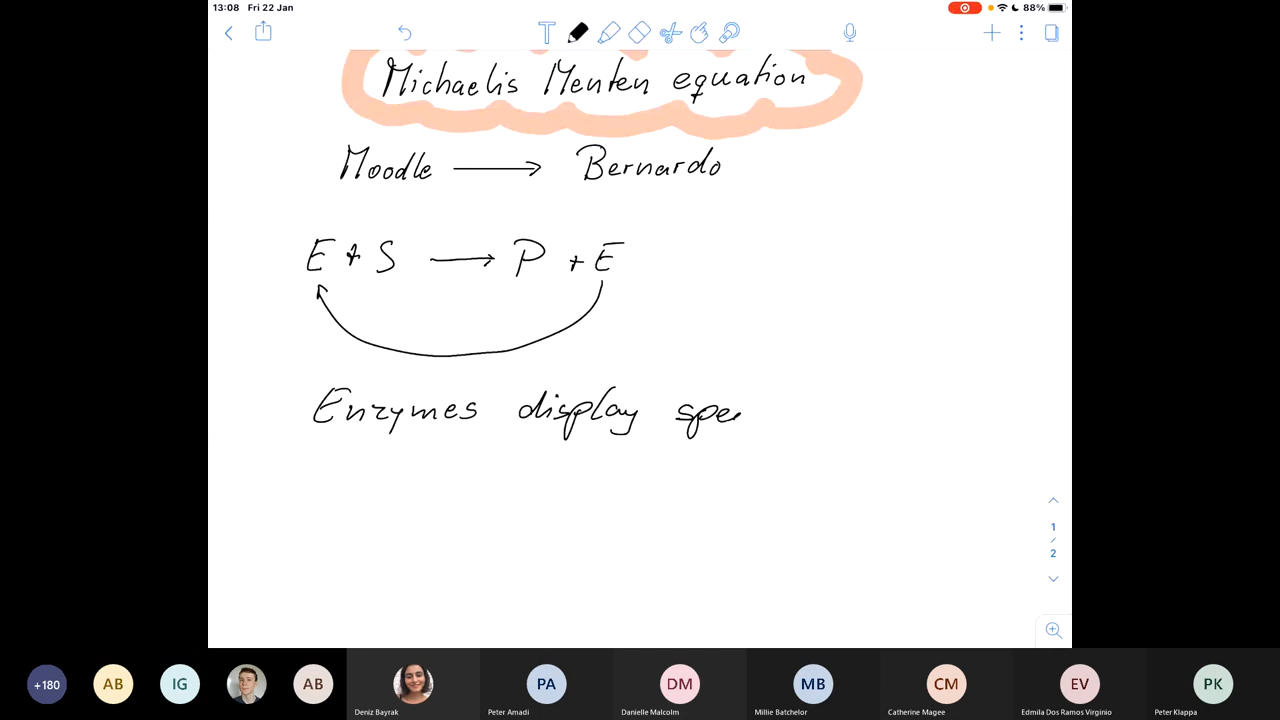 13:08 Fri 22 Jan 88%
T
Michaelis Menten equation
Moodle → Bernardo
E + S → P + E
Enzymes display spe
1
/
2
+180 AB IG AB PA DM MB CM EV PK
Deniz Bayrak Peter Amadi Danielle Malcolm Millie Batchelor Catherine Magee Edmila Dos Ramos Virginio Peter Klappa